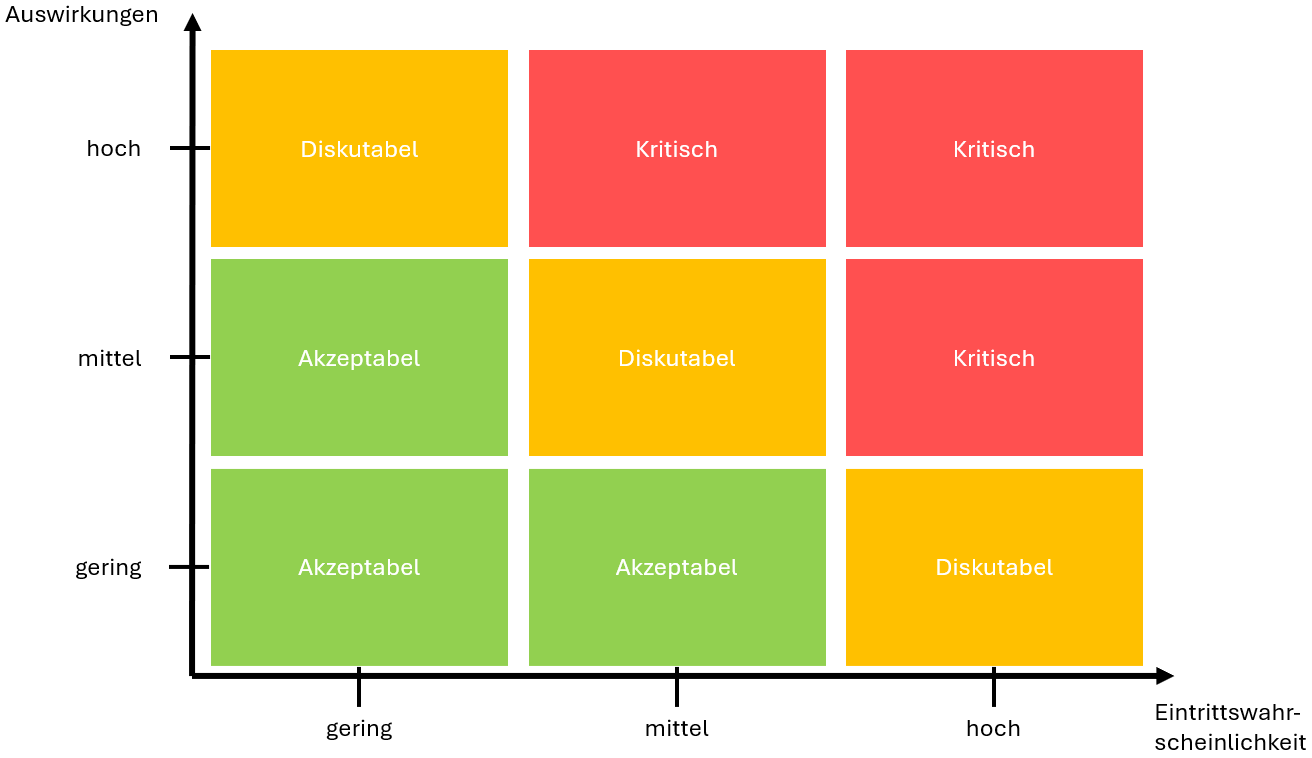 Auswirkungen
hoch
Diskutabel
Kritisch
Kritisch
mittel
Akzeptabel
Diskutabel
Kritisch
gering
Akzeptabel
Akzeptabel
Diskutabel
gering
mittel
hoch
Eintrittswahr-
scheinlichkeit